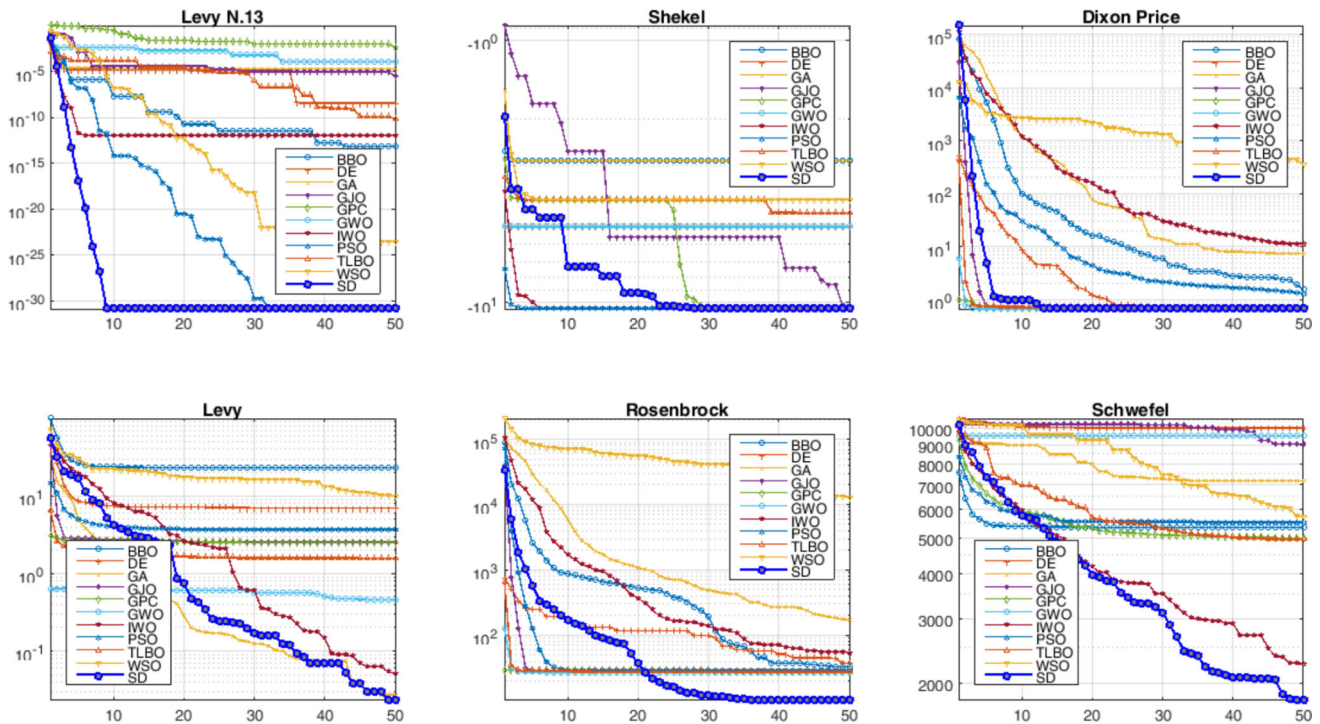 Levy N.13
10^-5
10^-10
10^-15
10^-20
10^-25
10^-30
10 20 30 40 50
BBO
DE
GA
GJO
GPC
GWO
IWO
PSO
TLBO
WSO
SD
Shekel
-10^0
-10^1
10 20 30 40 50
BBO
DE
GA
GJO
GPC
GWO
IWO
PSO
TLBO
WSO
SD
Dixon Price
10^5
10^4
10^3
10^2
10^1
10^0
10 20 30 40 50
BBO
DE
GA
GJO
GPC
GWO
IWO
PSO
TLBO
WSO
SD
Levy
10^1
10^0
10^-1
10 20 30 40 50
BBO
DE
GA
GJO
GPC
GWO
IWO
PSO
TLBO
WSO
SD
Rosenbrock
10^5
10^4
10^3
10^2
10 20 30 40 50
BBO
DE
GA
GJO
GPC
GWO
IWO
PSO
TLBO
WSO
SD
Schwefel
10000
9000
8000
7000
6000
5000
4000
3000
2000
10 20 30 40 50
BBO
DE
GA
GJO
GPC
GWO
IWO
PSO
TLBO
WSO
SD